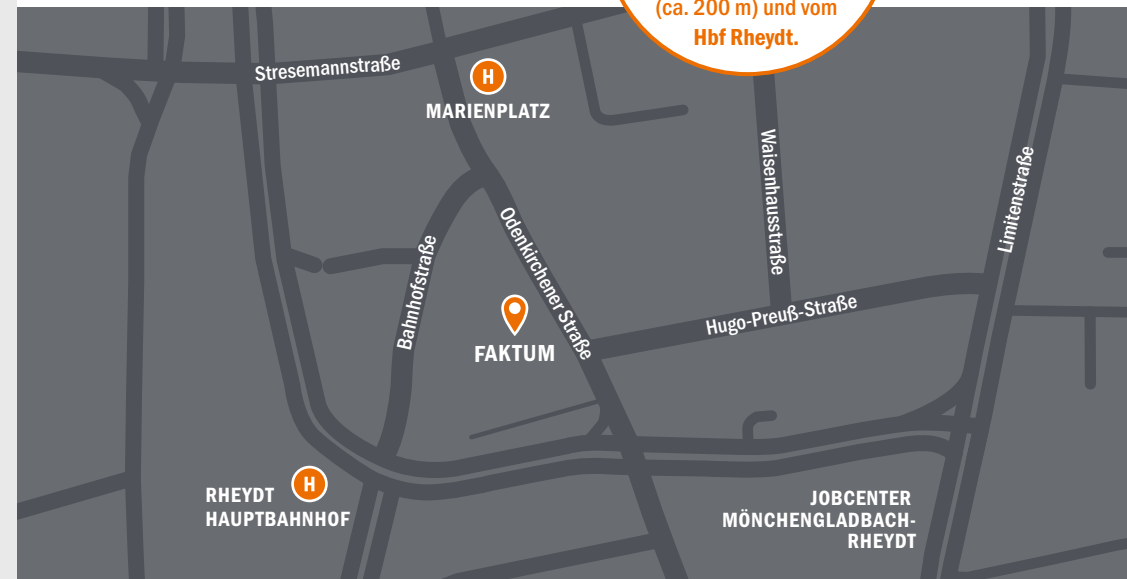 (ca. 200 m) und vom
Hbf Rheydt.
Stresemannstraße
H
MARIENPLATZ
Waisenhausstraße
Limitenstraße
Odenkirchener Straße
Bahnhofstraße
Hugo-Preuß-Straße
FAKTUM
H
RHEYDT
HAUPTBAHNHOF
JOBCENTER
MÖNCHENGLADBACH-
RHEYDT